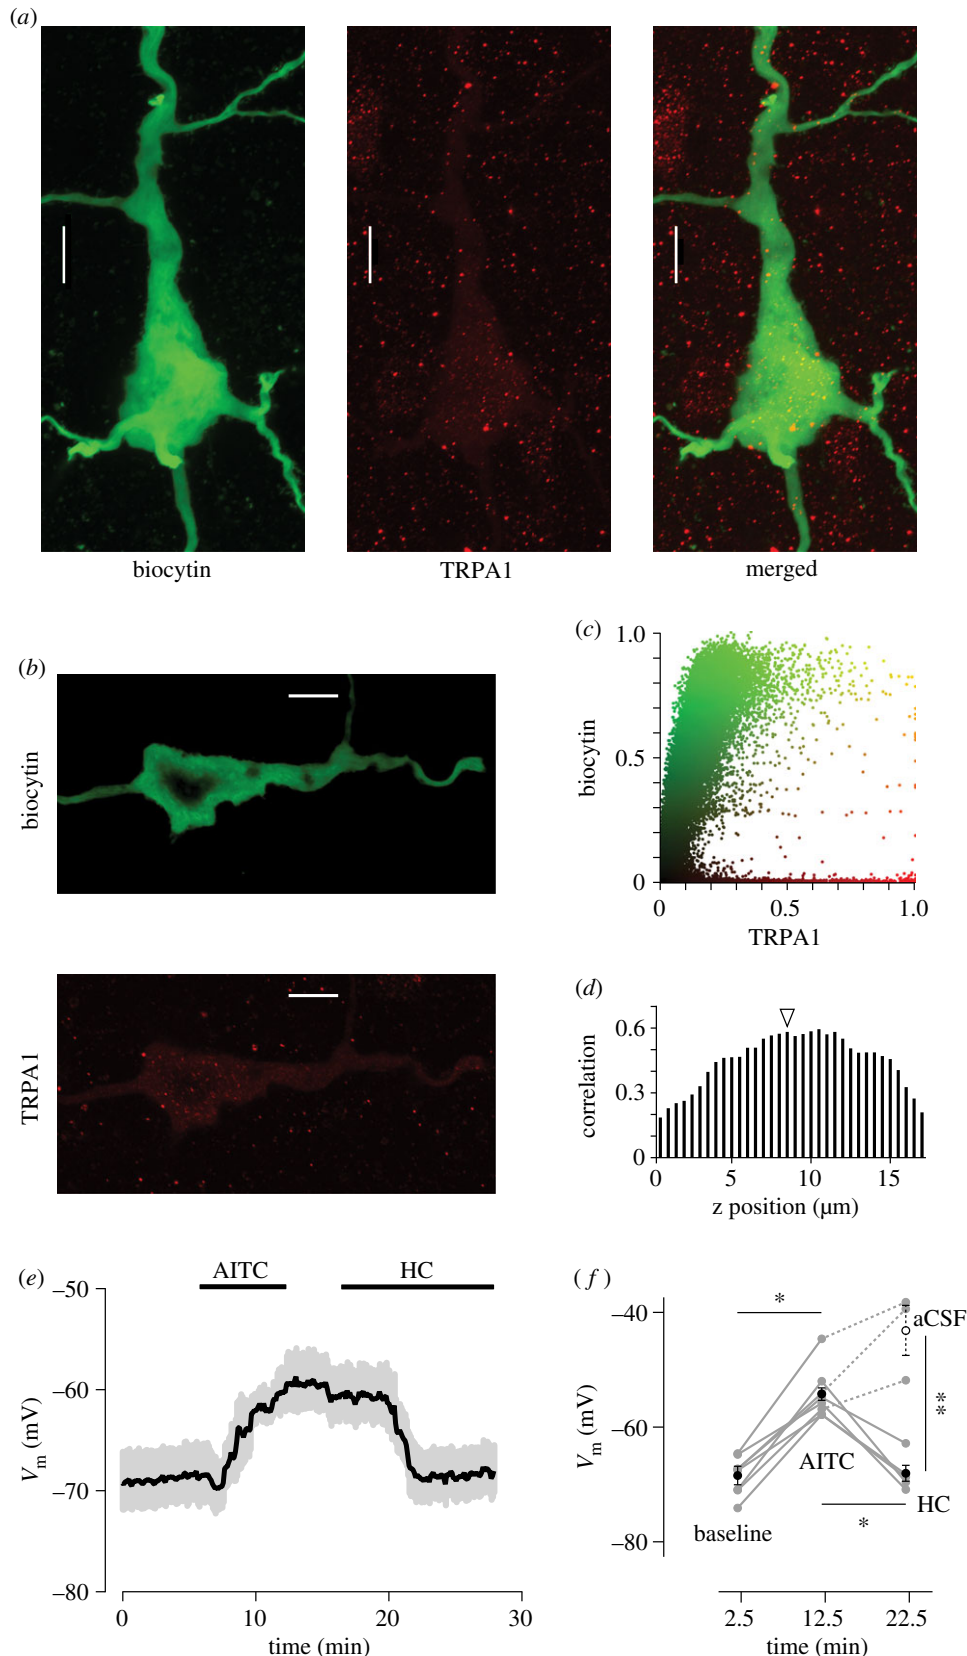 (a)
biocytin TRPA1 merged
(b)
biocytin
TRPA1
(c)
1.0
biocytin
0.5
0
0 0.5 1.0
TRPA1
(d)
0.6
correlation
0.3
0
0 5 10 15
z position (μm)
(e)
AITC HC
–50
–60
Vm (mV)
–70
–80
0 10 20 30
time (min)
(f)
*
–40
aCSF
Vm (mV)
–60
**
AITC
HC
baseline
*
–80
2.5 12.5 22.5
time (min)